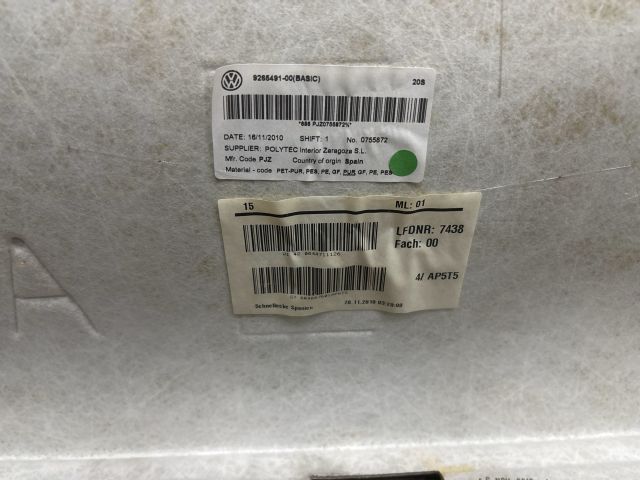 9265491-00(BASIC) 20S
DATE: 16/11/2010 SHIFT: 1 No. 0755872
SUPPLIER: POLYTEC Interior Zaragoza S.L.
Mfr. Code PJZ Country of orgin Spain
Material - code PET-PUR, PES, PE, GF, PUR GF, PE, PES
15 ML: 01
LFDNR: 7438
Fach: 00
4/ AP5T5
Schnellecke Spanien
A